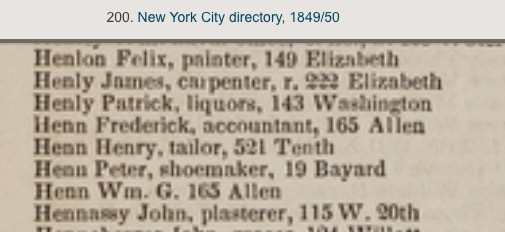 200. New York City directory, 1849/50
Henlon Felix, painter, 149 Elizabeth
Henly James, carpenter, r. 222 Elizabeth
Henly Patrick, liquors, 143 Washington
Henn Frederick, accountant, 165 Allen
Henn Henry, tailor, 521 Tenth
Henn Peter, shoemaker, 19 Bayard
Henn Wm. G. 165 Allen
Hennassy John, plasterer, 115 W. 20th